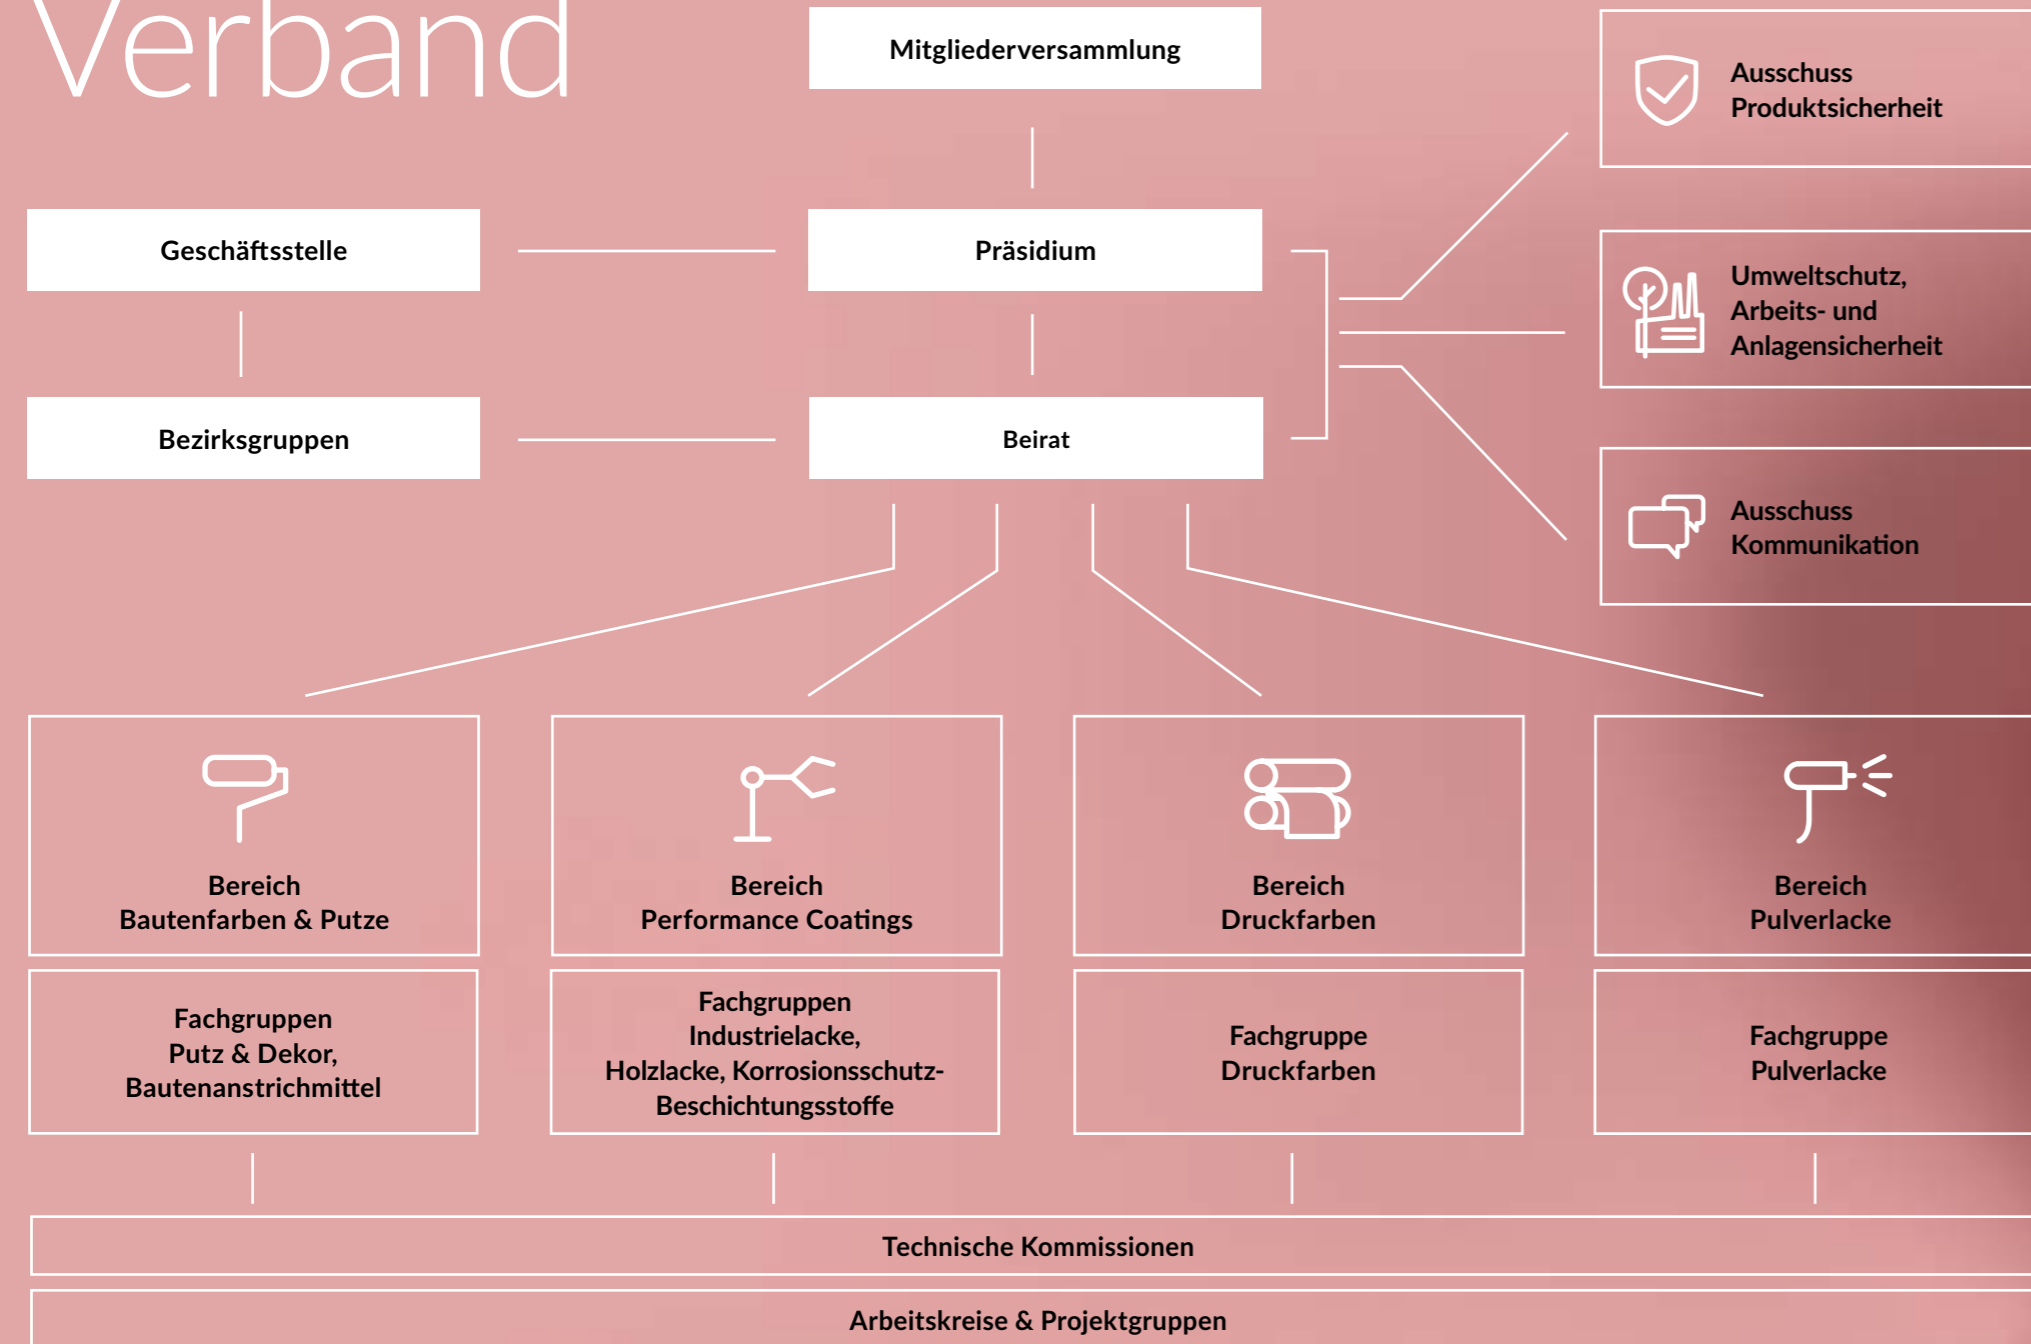 Verband
Mitgliederversammlung
Ausschuss
Produktsicherheit
Geschäftsstelle
Präsidium
Umweltschutz,
Arbeits- und
Anlagensicherheit
Bezirksgruppen
Beirat
Ausschuss
Kommunikation
Bereich
Bautenfarben & Putze
Bereich
Performance Coatings
Bereich
Druckfarben
Bereich
Pulverlacke
Fachgruppen
Putz & Dekor,
Bautenanstrichmittel
Fachgruppen
Industrielacke,
Holzlacke, Korrosionsschutz-
Beschichtungsstoffe
Fachgruppe
Druckfarben
Fachgruppe
Pulverlacke
Technische Kommissionen
Arbeitskreise & Projektgruppen